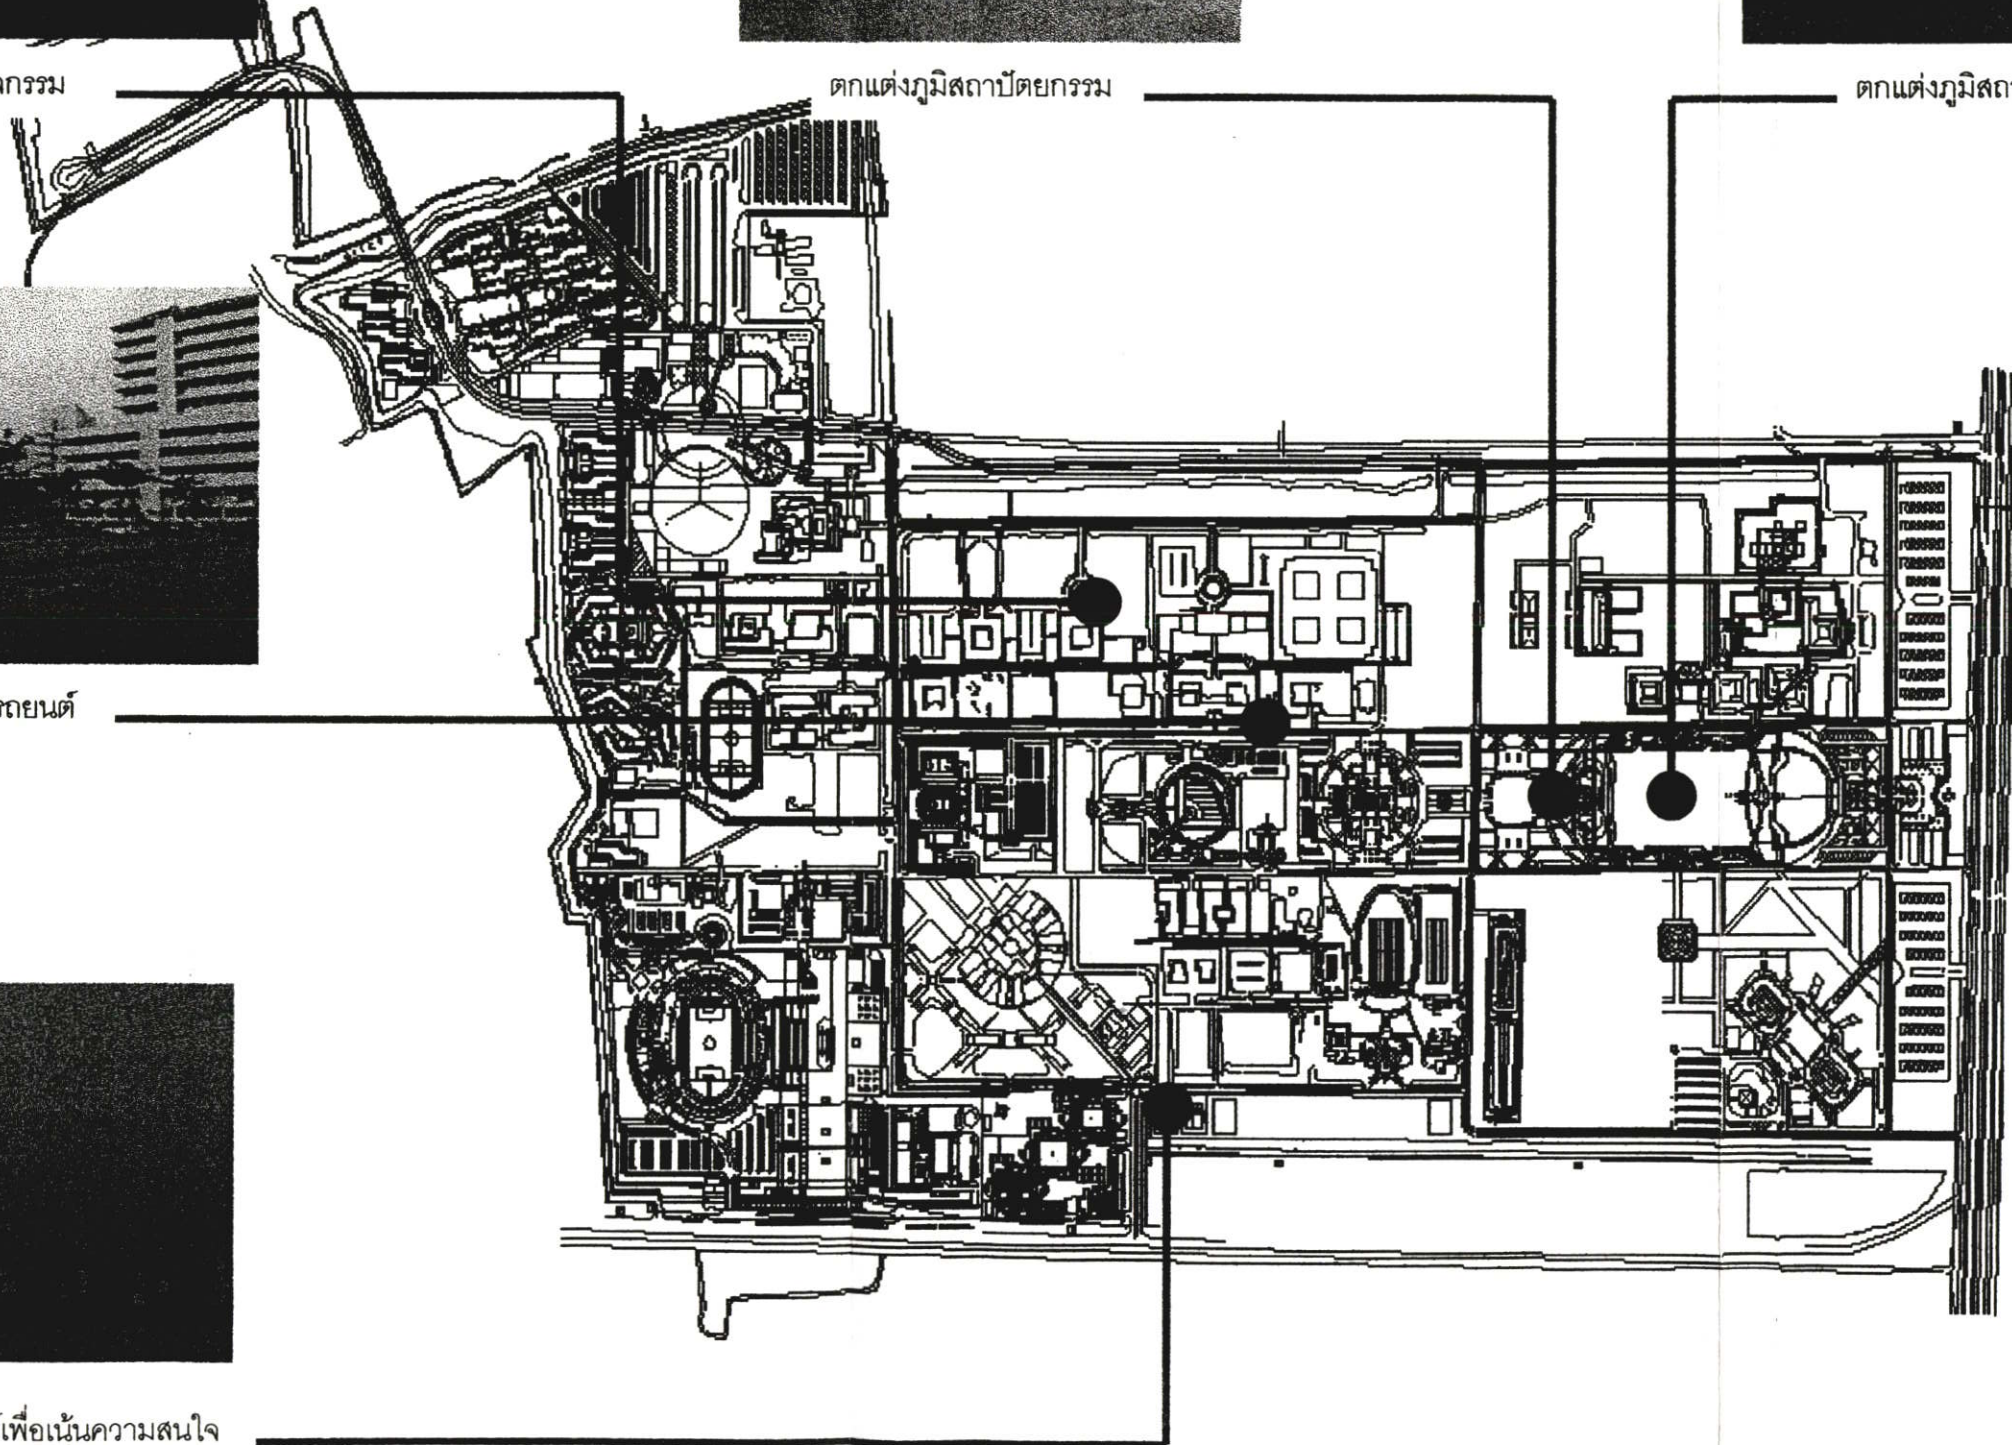 กรรม
ตกแต่งภูมิสถาปัตยกรรม
ตกแต่งภูมิสถา
รถยนต์
เพื่อเน้นความสนใจ